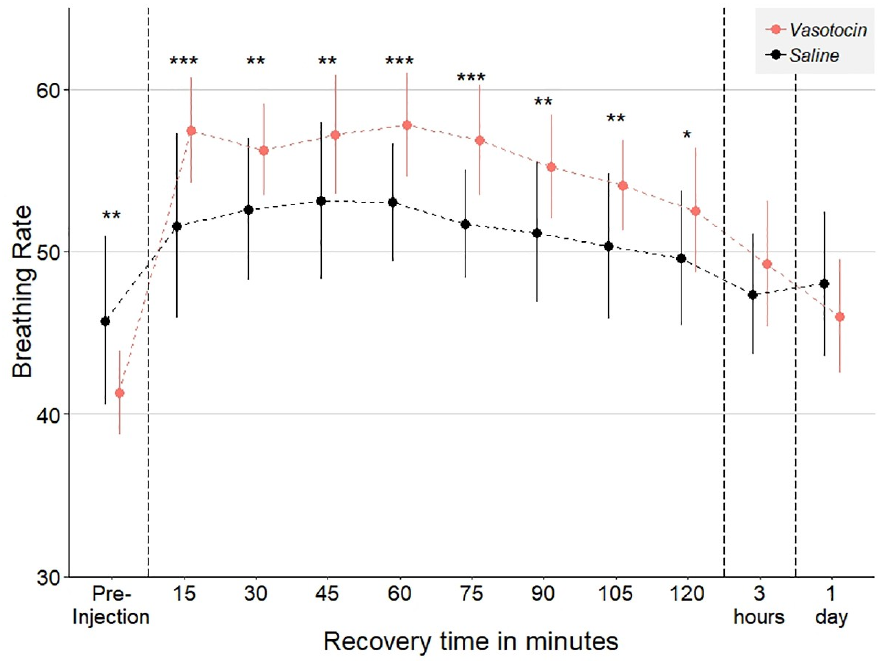 Vasotocin
Saline
*** ** ** *** *** ** ** *
**
60
50
40
30
Breathing Rate
Pre-Injection 15 30 45 60 75 90 105 120 3 hours 1 day
Recovery time in minutes